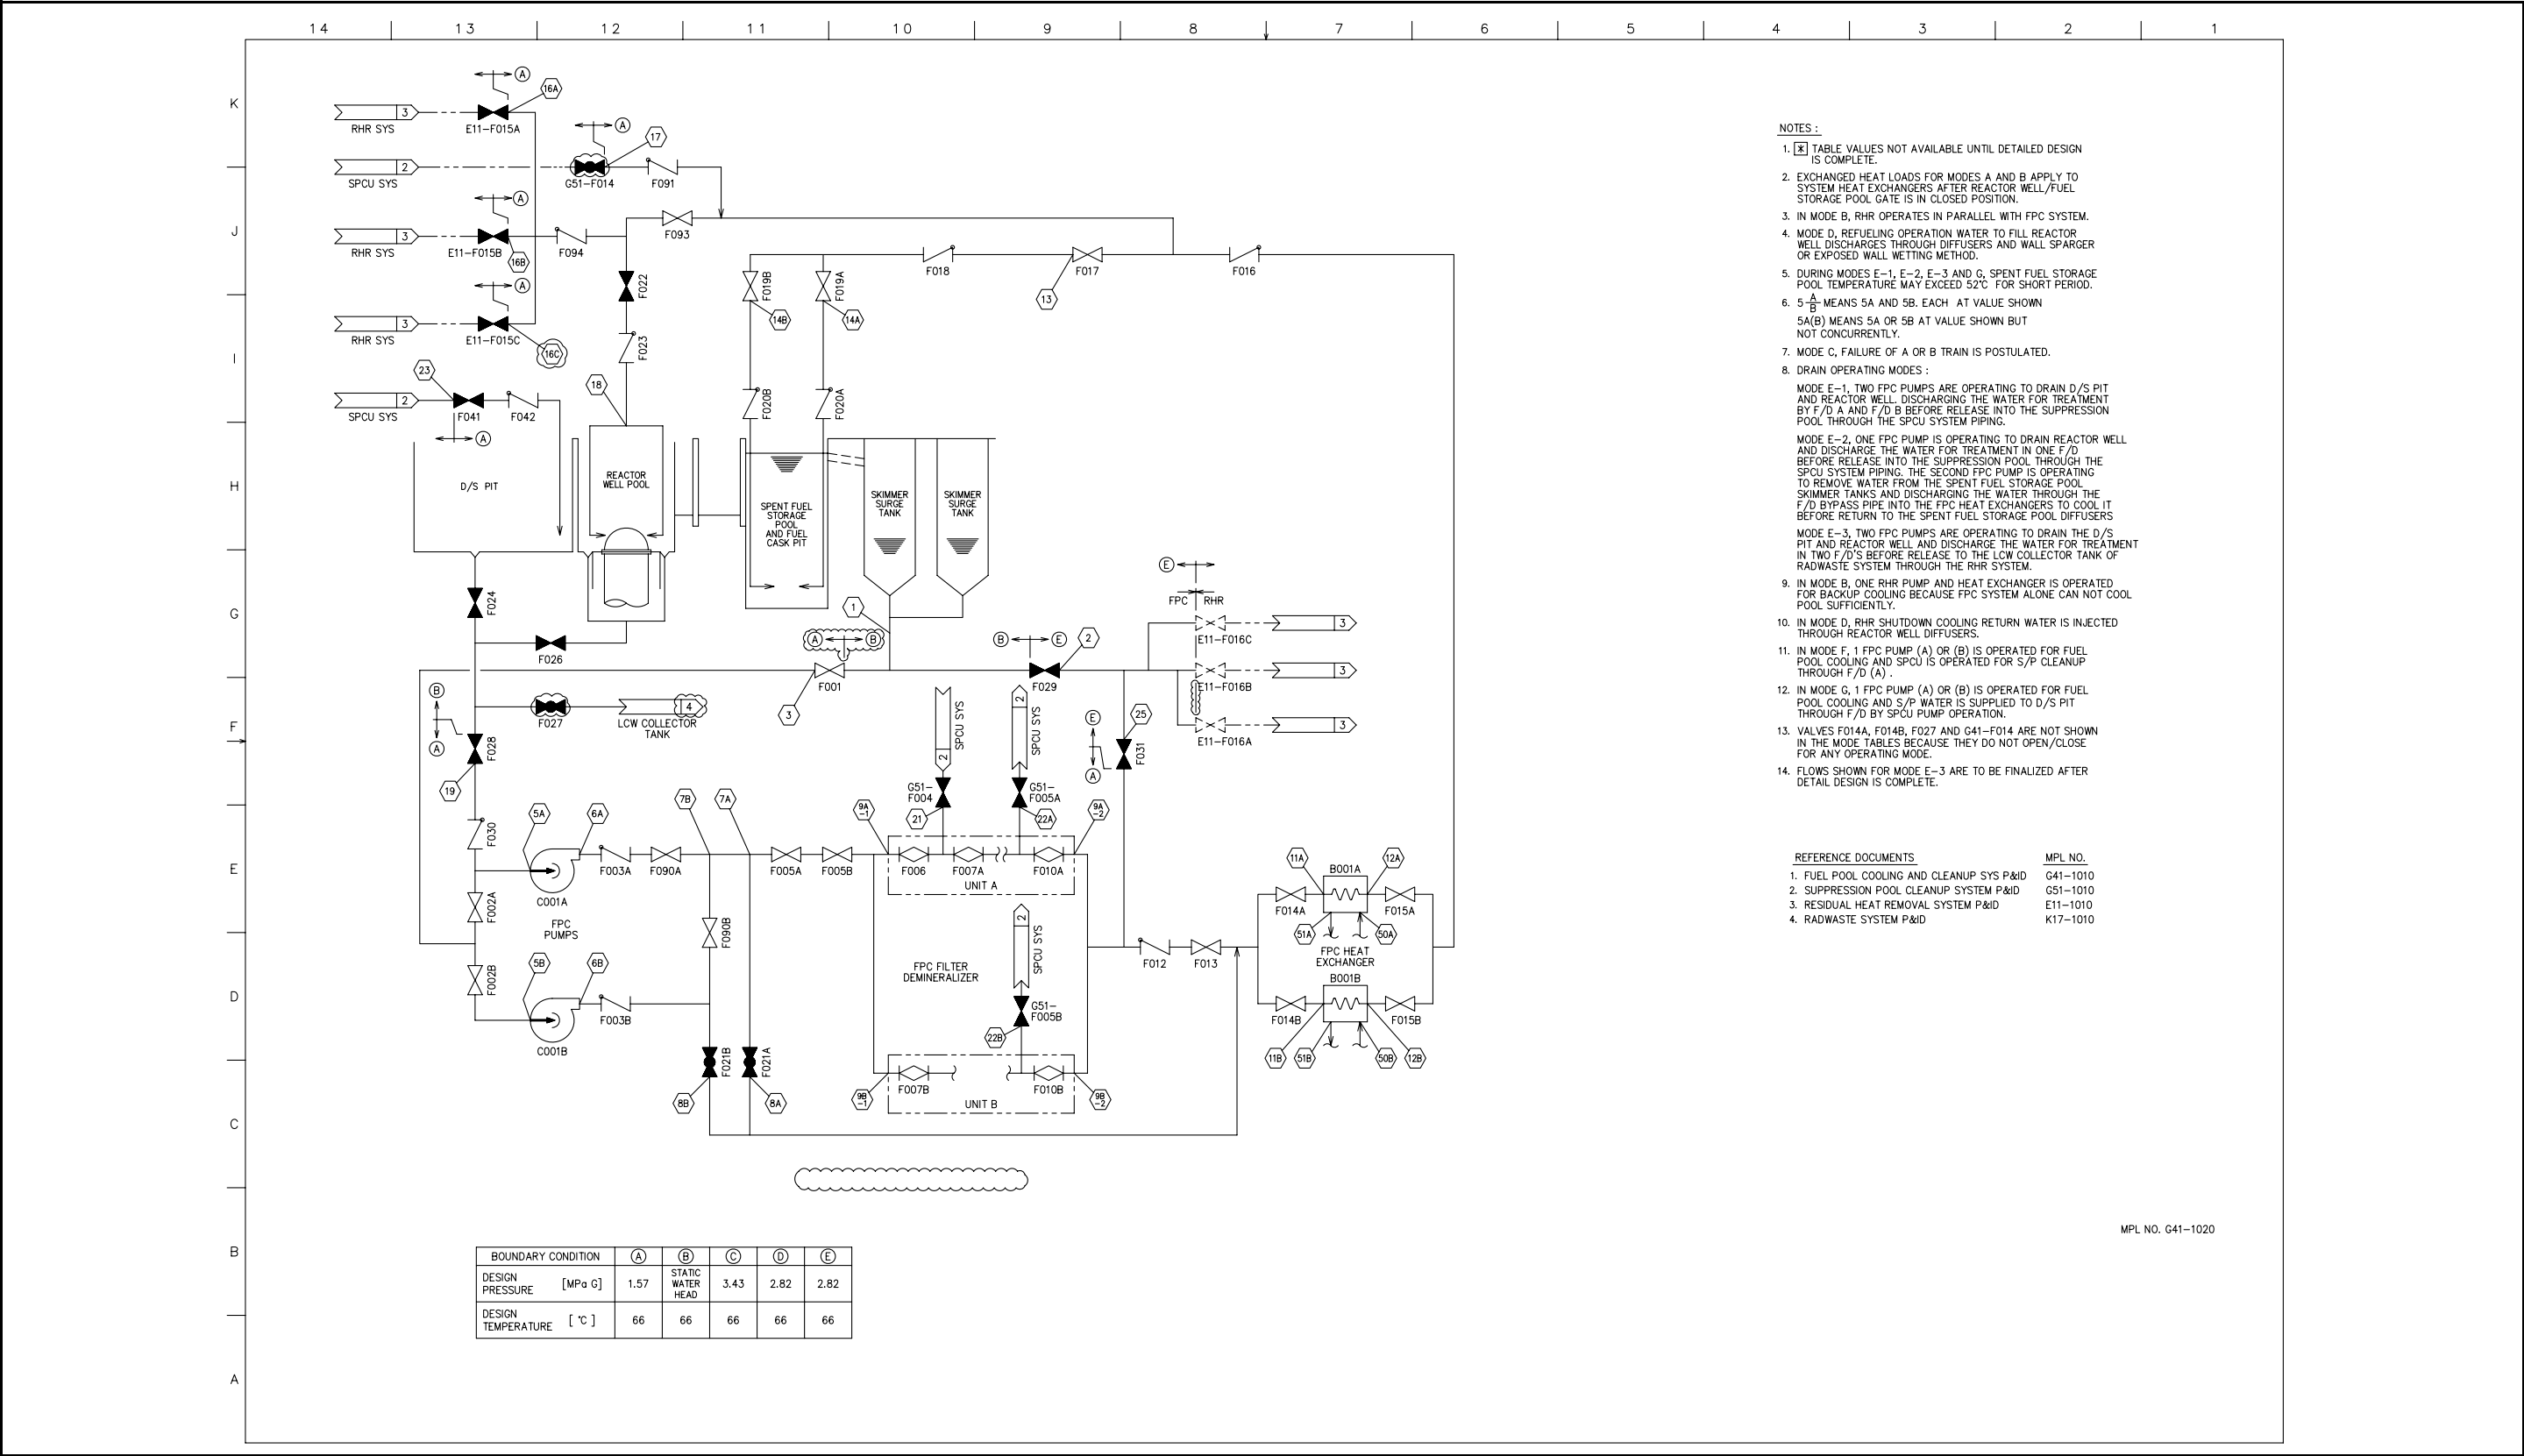 14 13 12 11 10 9 8 7 6 5 4 3 2 1
K
J
I
H
G
F
E
D
C
B
A
A
16A
3
RHR SYS
E11-F015A
A
17
2
SPCU SYS
G51-F014
F091
A
3
RHR SYS
E11-F015B
16B
F094
F093
F022
A
3
RHR SYS
E11-F015C
16C
F023
F018
F017
F016
13
F019B
F019A
14B
14A
F020B
F020A
23
18
2
SPCU SYS
F041
F042
A
D/S PIT
REACTOR
WELL POOL
SPENT FUEL
STORAGE
POOL
AND FUEL
CASK PIT
SKIMMER
SURGE
TANK
SKIMMER
SURGE
TANK
F024
F026
1
A B
F001
3
B E
2
F029
E
FPC RHR
E11-F016C
3
E11-F016B
3
E11-F016A
3
B
A
F028
19
F027
LCW COLLECTOR
TANK
4
2
SPCU SYS
G51-
F004
21
2
SPCU SYS
G51-
F005A
22A
E
A
25
F031
F030
5A
6A
C001A
F003A
F090A
7B
7A
F005A
F005B
9A
-1
F006
F007A
F010A
9A
-2
UNIT A
F002A
FPC
PUMPS
F002B
5B
6B
C001B
F003B
F090B
F021B
F021A
8B
8A
FPC FILTER
DEMINERALIZER
2
SPCU SYS
G51-
F005B
22B
9B
-1
F007B
F010B
9B
-2
UNIT B
F012
F013
11A
B001A
12A
F014A
F015A
51A
50A
FPC HEAT
EXCHANGER
B001B
F014B
F015B
11B
51B
50B
12B
BOUNDARY CONDITION A B C D E
DESIGN
PRESSURE [MPa G] 1.57 STATIC
WATER
HEAD 3.43 2.82 2.82
DESIGN
TEMPERATURE [ °C ] 66 66 66 66 66
NOTES :
1. * TABLE VALUES NOT AVAILABLE UNTIL DETAILED DESIGN
IS COMPLETE.
2. EXCHANGED HEAT LOADS FOR MODES A AND B APPLY TO
SYSTEM HEAT EXCHANGERS AFTER REACTOR WELL/FUEL
STORAGE POOL GATE IS IN CLOSED POSITION.
3. IN MODE B, RHR OPERATES IN PARALLEL WITH FPC SYSTEM.
4. MODE D, REFUELING OPERATION WATER TO FILL REACTOR
WELL DISCHARGES THROUGH DIFFUSERS AND WALL SPARGER
OR EXPOSED WALL WETTING METHOD.
5. DURING MODES E-1, E-2, E-3 AND G, SPENT FUEL STORAGE
POOL TEMPERATURE MAY EXCEED 52°C FOR SHORT PERIOD.
6. 5 A/B MEANS 5A AND 5B. EACH AT VALUE SHOWN
5A(B) MEANS 5A OR 5B AT VALUE SHOWN BUT
NOT CONCURRENTLY.
7. MODE C, FAILURE OF A OR B TRAIN IS POSTULATED.
8. DRAIN OPERATING MODES :
MODE E-1, TWO FPC PUMPS ARE OPERATING TO DRAIN D/S PIT
AND REACTOR WELL. DISCHARGING THE WATER FOR TREATMENT
BY F/D A AND F/D B BEFORE RELEASE INTO THE SUPPRESSION
POOL THROUGH THE SPCU SYSTEM PIPING.
MODE E-2, ONE FPC PUMP IS OPERATING TO DRAIN REACTOR WELL
AND DISCHARGE THE WATER FOR TREATMENT IN ONE F/D
BEFORE RELEASE INTO THE SUPPRESSION POOL THROUGH THE
SPCU SYSTEM PIPING. THE SECOND FPC PUMP IS OPERATING
TO REMOVE WATER FROM THE SPENT FUEL STORAGE POOL
SKIMMER TANKS AND DISCHARGING THE WATER THROUGH THE
F/D BYPASS PIPE INTO THE FPC HEAT EXCHANGERS TO COOL IT
BEFORE RETURN TO THE SPENT FUEL STORAGE POOL DIFFUSERS
MODE E-3, TWO FPC PUMPS ARE OPERATING TO DRAIN THE D/S
PIT AND REACTOR WELL AND DISCHARGE THE WATER FOR TREATMENT
IN TWO F/D'S BEFORE RELEASE TO THE LCW COLLECTOR TANK OF
RADWASTE SYSTEM THROUGH THE RHR SYSTEM.
9. IN MODE B, ONE RHR PUMP AND HEAT EXCHANGER IS OPERATED
FOR BACKUP COOLING BECAUSE FPC SYSTEM ALONE CAN NOT COOL
POOL SUFFICIENTLY.
10. IN MODE D, RHR SHUTDOWN COOLING RETURN WATER IS INJECTED
THROUGH REACTOR WELL DIFFUSERS.
11. IN MODE F, 1 FPC PUMP (A) OR (B) IS OPERATED FOR FUEL
POOL COOLING AND SPCU IS OPERATED FOR S/P CLEANUP
THROUGH F/D (A) .
12. IN MODE G, 1 FPC PUMP (A) OR (B) IS OPERATED FOR FUEL
POOL COOLING AND S/P WATER IS SUPPLIED TO D/S PIT
THROUGH F/D BY SPCU PUMP OPERATION.
13. VALVES F014A, F014B, F027 AND G41-F014 ARE NOT SHOWN
IN THE MODE TABLES BECAUSE THEY DO NOT OPEN/CLOSE
FOR ANY OPERATING MODE.
14. FLOWS SHOWN FOR MODE E-3 ARE TO BE FINALIZED AFTER
DETAIL DESIGN IS COMPLETE.
REFERENCE DOCUMENTS MPL NO.
1. FUEL POOL COOLING AND CLEANUP SYS P&ID G41-1010
2. SUPPRESSION POOL CLEANUP SYSTEM P&ID G51-1010
3. RESIDUAL HEAT REMOVAL SYSTEM P&ID E11-1010
4. RADWASTE SYSTEM P&ID K17-1010
MPL NO. G41-1020